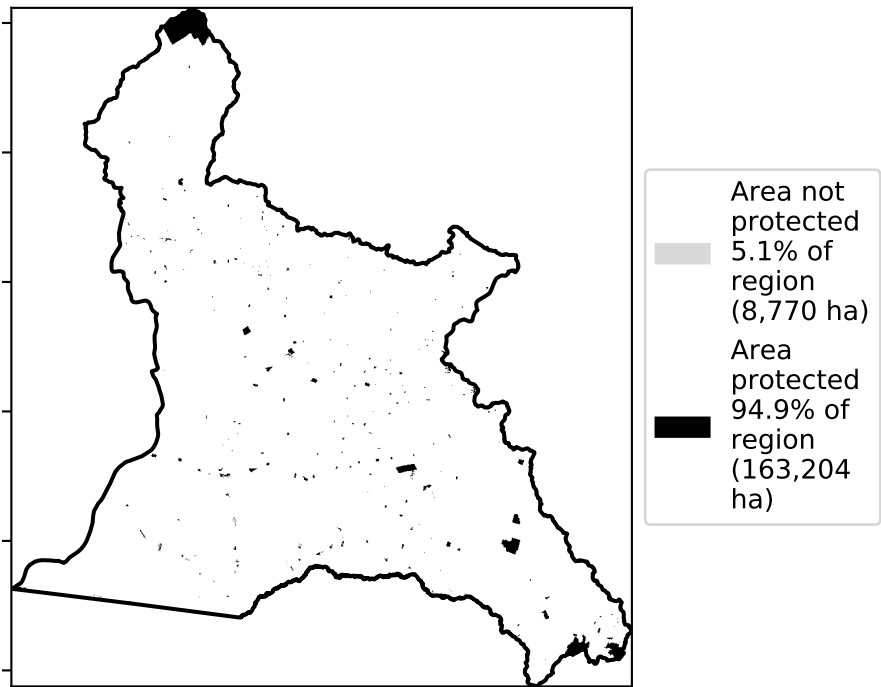 Area not
protected
5.1% of
region
(8,770 ha)
Area
protected
94.9% of
region
(163,204
ha)